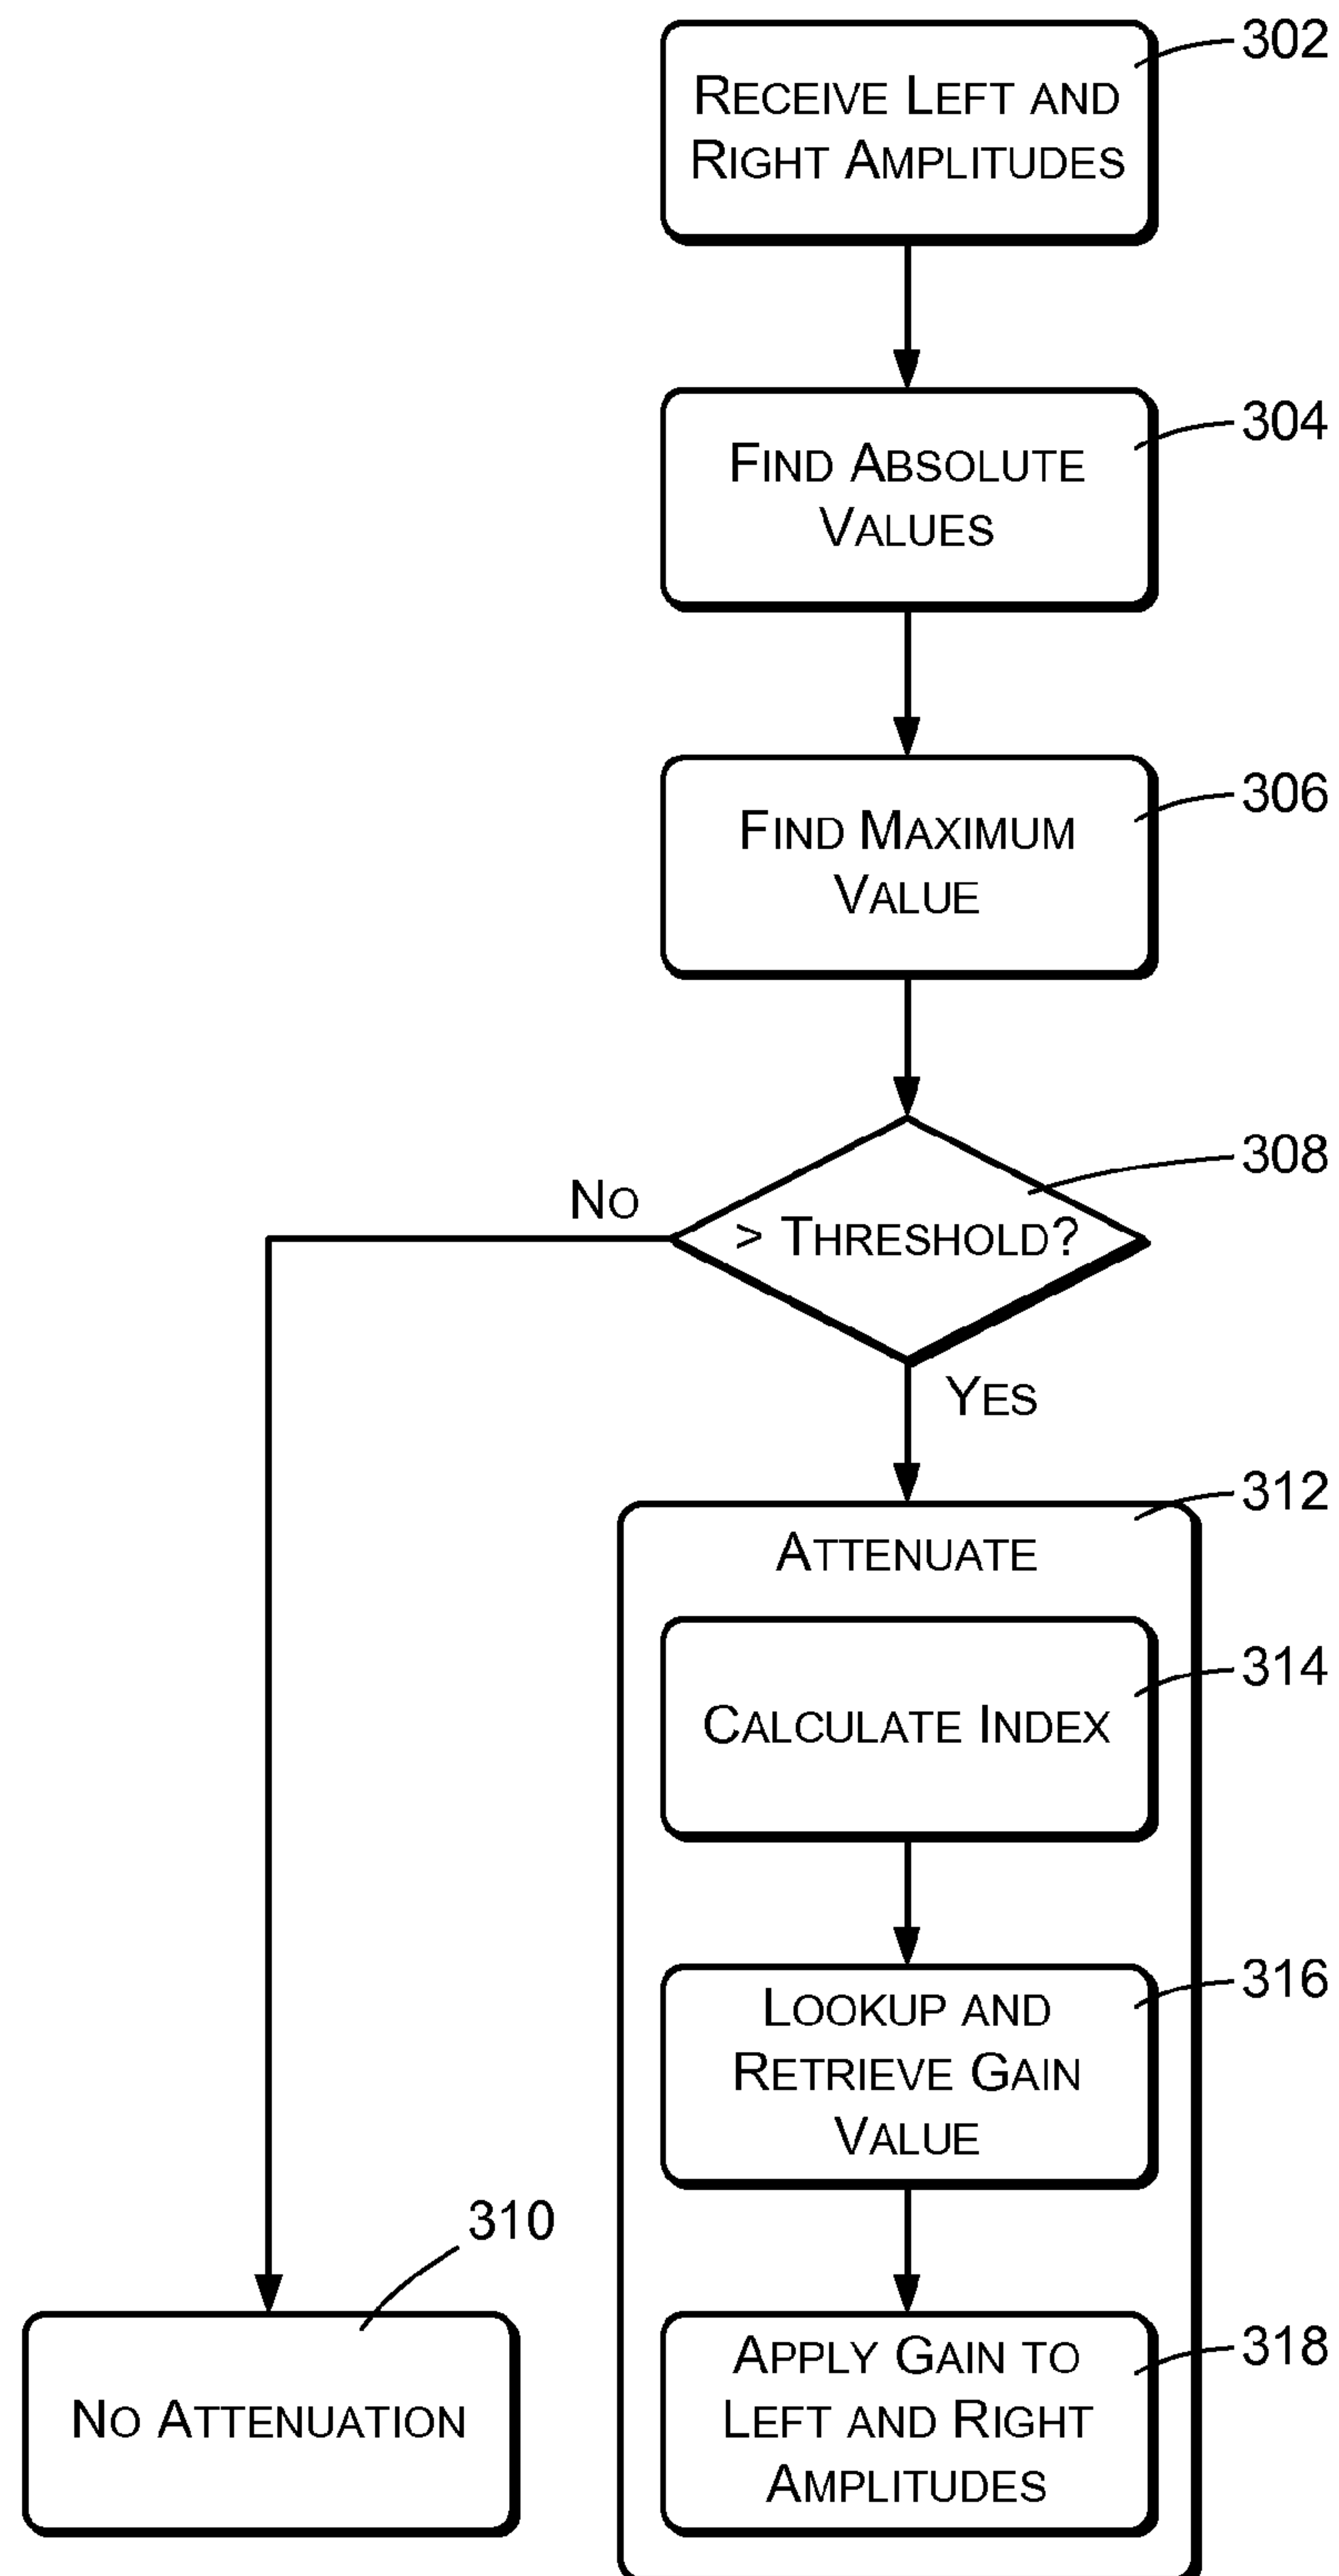 302
RECEIVE LEFT AND
RIGHT AMPLITUDES
304
FIND ABSOLUTE
VALUES
306
FIND MAXIMUM
VALUE
308
NO
> THRESHOLD?
YES
312
ATTENUATE
314
CALCULATE INDEX
316
LOOKUP AND
RETRIEVE GAIN
VALUE
310
NO ATTENUATION
318
APPLY GAIN TO
LEFT AND RIGHT
AMPLITUDES